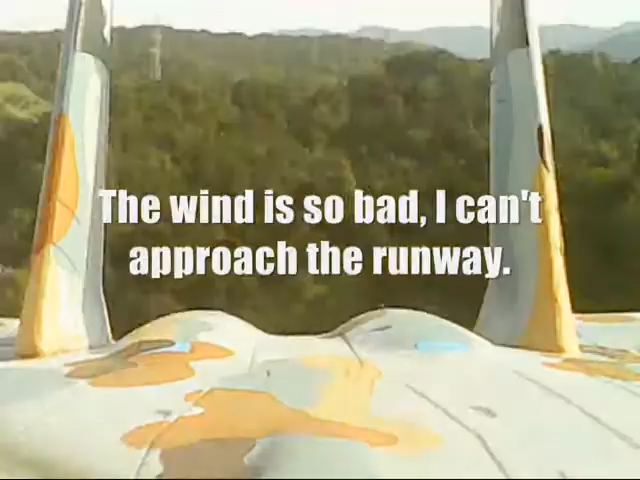 The wind is so bad, I can't
approach the runway.